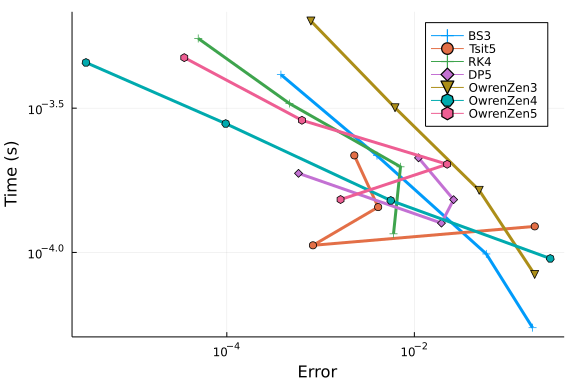 BS3
Tsit5
RK4
DP5
OwrenZen3
OwrenZen4
OwrenZen5
Time (s)
10⁻³·⁵
10⁻⁴·⁰
10⁻⁴
10⁻²
Error